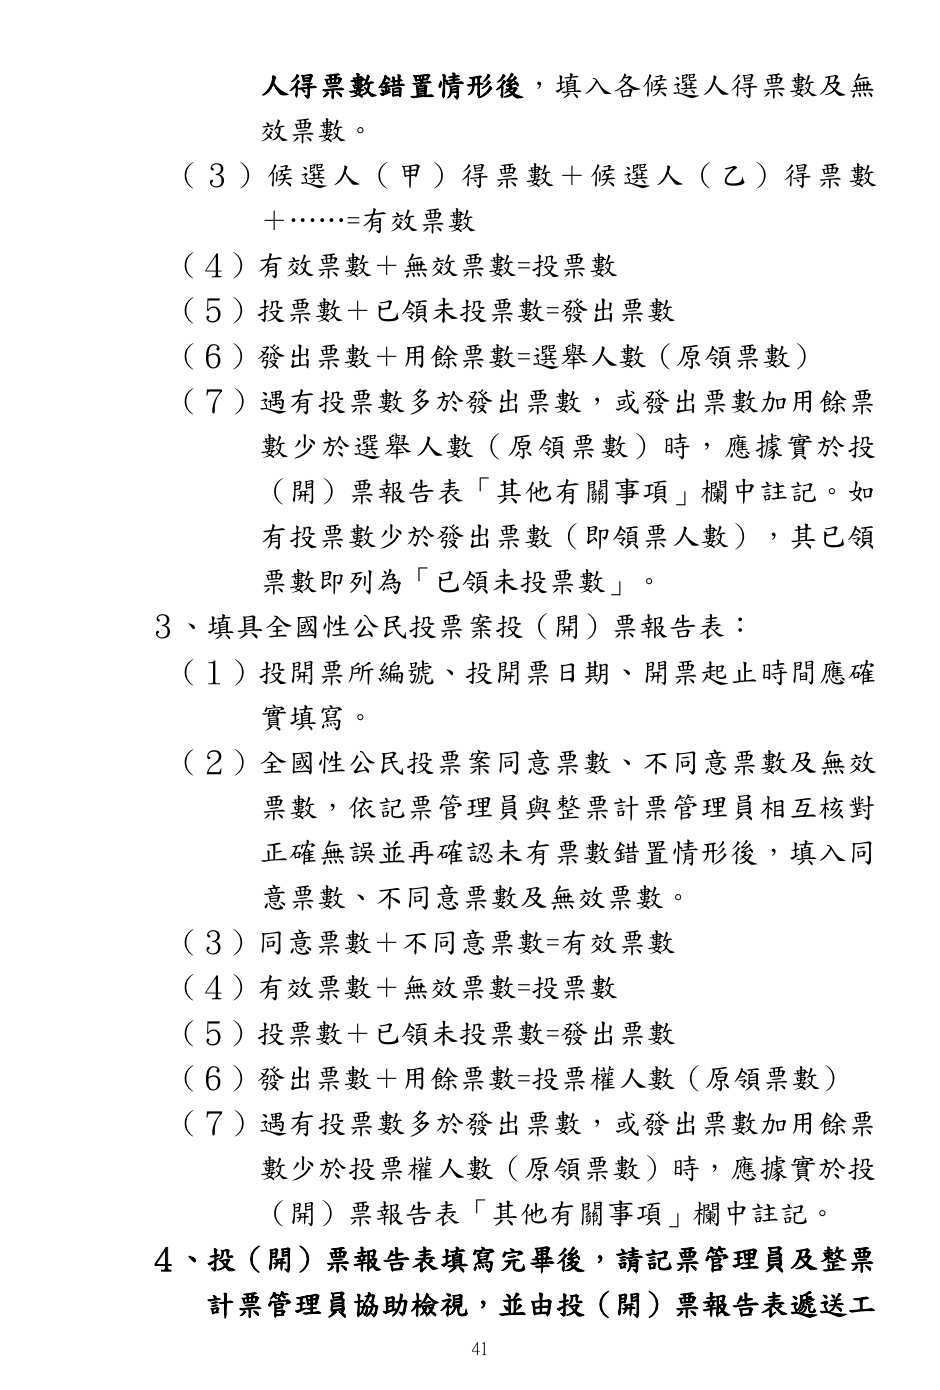 人得票數錯置情形後，填入各候選人得票數及無
效票數。
（３）候選人（甲）得票數＋候選人（乙）得票數
＋……=有效票數
（４）有效票數＋無效票數=投票數
（５）投票數＋已領未投票數=發出票數
（６）發出票數＋用餘票數=選舉人數（原領票數）
（７）遇有投票數多於發出票數，或發出票數加用餘票
數少於選舉人數（原領票數）時，應據實於投
（開）票報告表「其他有關事項」欄中註記。如
有投票數少於發出票數（即領票人數），其已領
票數即列為「已領未投票數」。
３、填具全國性公民投票案投（開）票報告表：
（１）投開票所編號、投開票日期、開票起止時間應確
實填寫。
（２）全國性公民投票案同意票數、不同意票數及無效
票數，依記票管理員與整票計票管理員相互核對
正確無誤並再確認未有票數錯置情形後，填入同
意票數、不同意票數及無效票數。
（３）同意票數＋不同意票數=有效票數
（４）有效票數＋無效票數=投票數
（５）投票數＋已領未投票數=發出票數
（６）發出票數＋用餘票數=投票權人數（原領票數）
（７）遇有投票數多於發出票數，或發出票數加用餘票
數少於投票權人數（原領票數）時，應據實於投
（開）票報告表「其他有關事項」欄中註記。
４、投（開）票報告表填寫完畢後，請記票管理員及整票
計票管理員協助檢視，並由投（開）票報告表遞送工
41